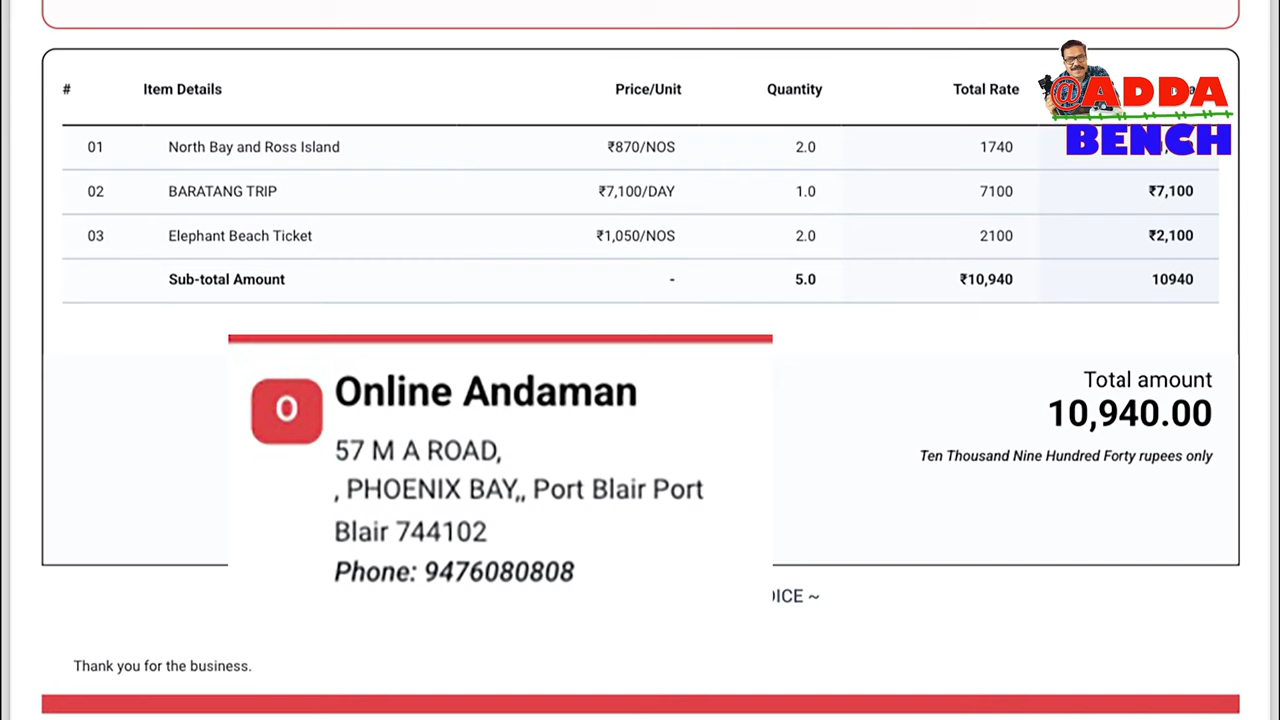 # Item Details Price/Unit Quantity Total Rate
@ADDA
BENCH
01 North Bay and Ross Island ₹870/NOS 2.0 1740
02 BARATANG TRIP ₹7,100/DAY 1.0 7100 ₹7,100
03 Elephant Beach Ticket ₹1,050/NOS 2.0 2100 ₹2,100
Sub-total Amount - 5.0 ₹10,940 10940
O
Online Andaman
57 M A ROAD,
, PHOENIX BAY,, Port Blair Port
Blair 744102
Phone: 9476080808
Total amount
10,940.00
Ten Thousand Nine Hundred Forty rupees only
~
Thank you for the business.